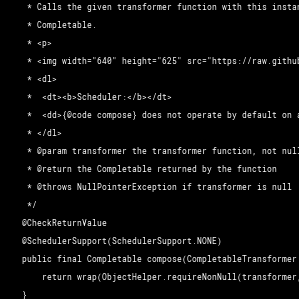 * Calls the given transformer function with this
* Completable.
* <p>
* <img width="640" height="625" src="https://raw.
* <dl>
*  <dt><b>Scheduler:</b></dt>
*  <dd>{@code compose} does not operate by default on a
* </dl>
* @param transformer the transformer function, not
* @return the Completable returned by the function
* @throws NullPointerException if transformer is null
*/
@CheckReturnValue
@SchedulerSupport(SchedulerSupport.NONE)
public final Completable compose(CompletableTransformer
return wrap(ObjectHelper.requireNonNull(transformer,
}